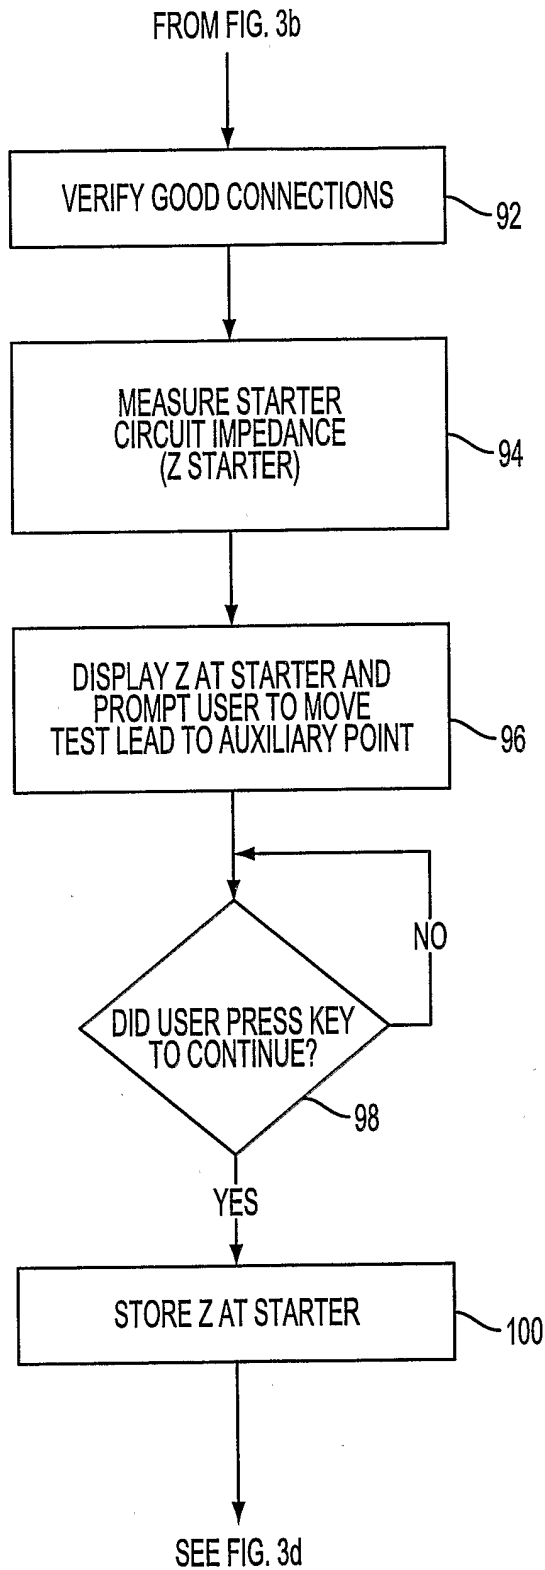 FROM FIG. 3b
VERIFY GOOD CONNECTIONS
92
MEASURE STARTER
CIRCUIT IMPEDANCE
(Z STARTER)
94
DISPLAY Z AT STARTER AND
PROMPT USER TO MOVE
TEST LEAD TO AUXILIARY POINT
96
NO
DID USER PRESS KEY
TO CONTINUE?
98
YES
STORE Z AT STARTER
100
SEE FIG. 3d